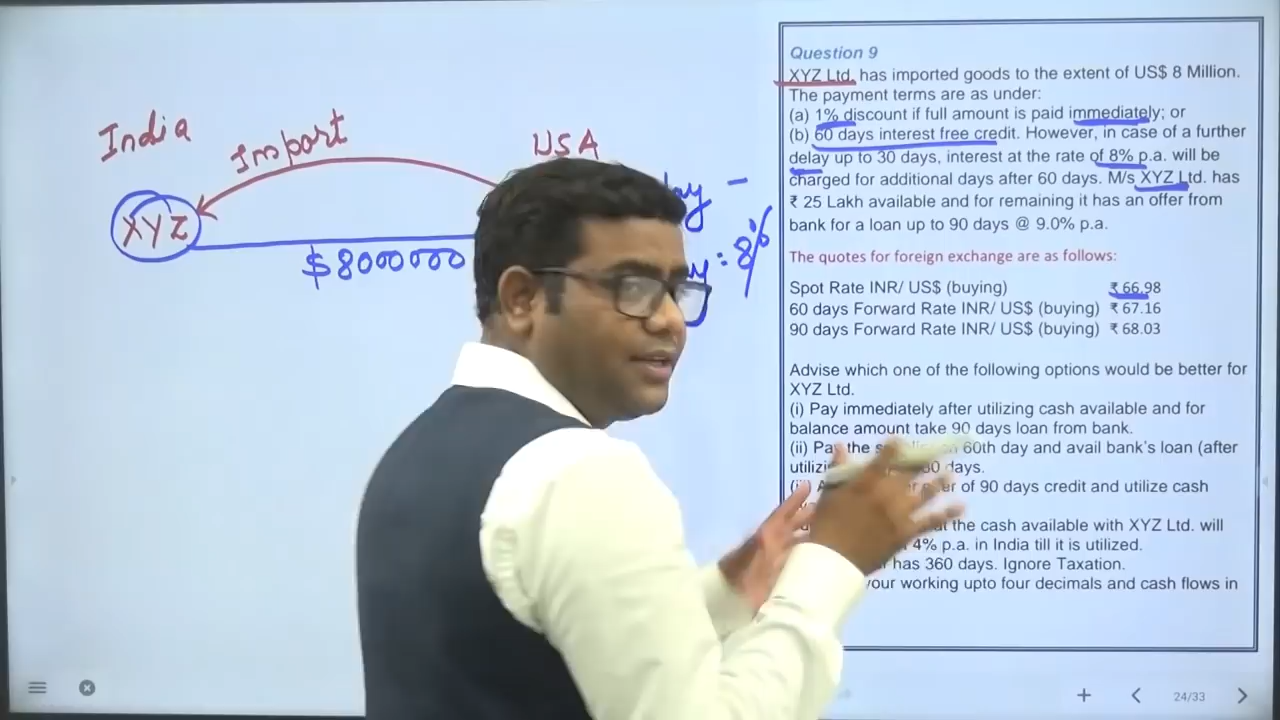 India
Import
USA
XYZ
$8000000
ay -
ay : 8%
Question 9
XYZ Ltd. has imported goods to the extent of US$ 8 Million.
The payment terms are as under:
(a) 1% discount if full amount is paid immediately; or
(b) 60 days interest free credit. However, in case of a further
delay up to 30 days, interest at the rate of 8% p.a. will be
charged for additional days after 60 days. M/s XYZ Ltd. has
₹ 25 Lakh available and for remaining it has an offer from
bank for a loan up to 90 days @ 9.0% p.a.
The quotes for foreign exchange are as follows:
Spot Rate INR/ US$ (buying) ₹ 66.98
60 days Forward Rate INR/ US$ (buying) ₹ 67.16
90 days Forward Rate INR/ US$ (buying) ₹ 68.03
Advise which one of the following options would be better for
XYZ Ltd.
(i) Pay immediately after utilizing cash available and for
balance amount take 90 days loan from bank.
(ii) Pay the 60th day and avail bank's loan (after
days.
of 90 days credit and utilize cash
the cash available with XYZ Ltd. will
4% p.a. in India till it is utilized.
has 360 days. Ignore Taxation.
your working upto four decimals and cash flows in
24/33